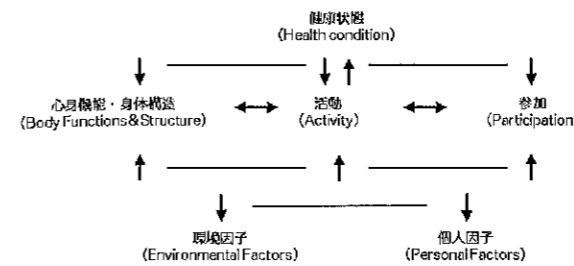 健康状態
(Health condition)
心身機能・身体構造
(Body Functions&Structure)
活動
(Activity)
参加
(Participation
環境因子
(Environmental Factors)
個人因子
(Personal Factors)